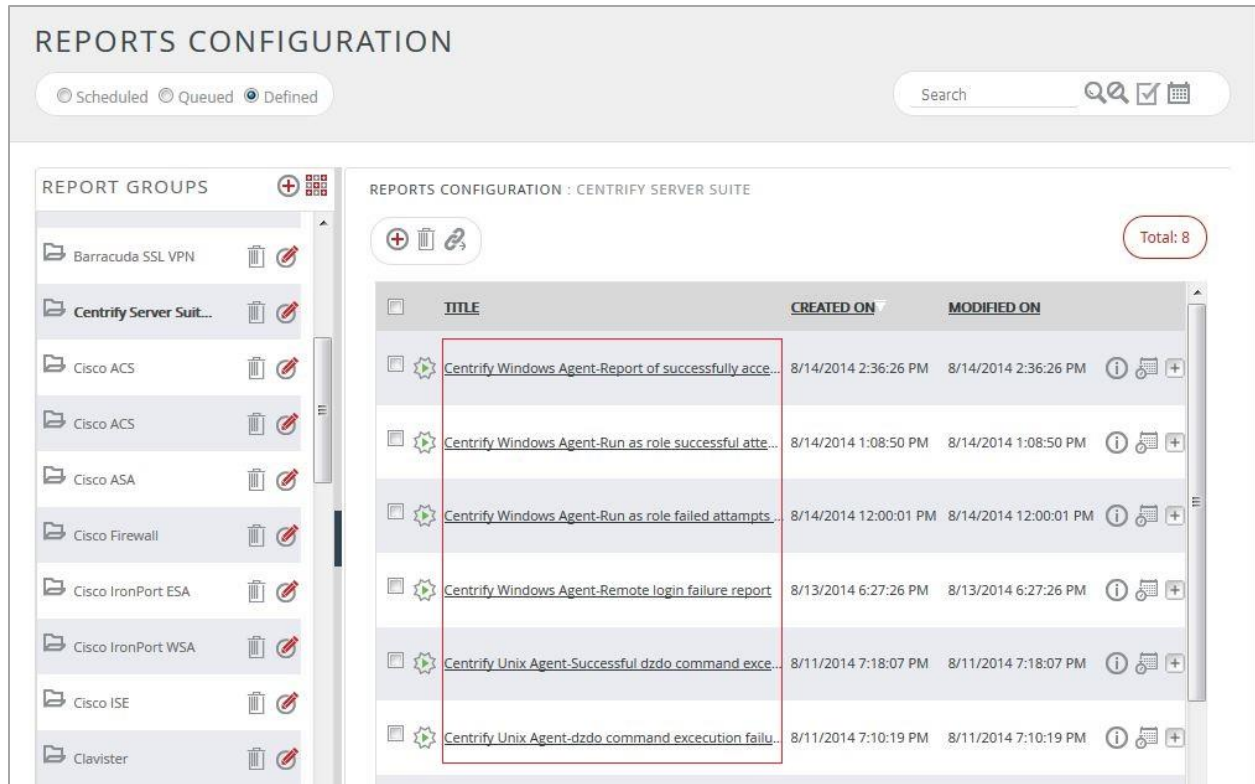 REPORTS CONFIGURATION
Scheduled Queued Defined
Search
REPORT GROUPS
Barracuda SSL VPN
Centrify Server Suit...
Cisco ACS
Cisco ACS
Cisco ASA
Cisco Firewall
Cisco IronPort ESA
Cisco IronPort WSA
Cisco ISE
Clavister
REPORTS CONFIGURATION : CENTRIFY SERVER SUITE
Total: 8
TITLE CREATED ON MODIFIED ON
Centrify Windows Agent-Report of successfully acce... 8/14/2014 2:36:26 PM 8/14/2014 2:36:26 PM
Centrify Windows Agent-Run as role successful atte... 8/14/2014 1:08:50 PM 8/14/2014 1:08:50 PM
Centrify Windows Agent-Run as role failed attampts ... 8/14/2014 12:00:01 PM 8/14/2014 12:00:01 PM
Centrify Windows Agent-Remote login failure report 8/13/2014 6:27:26 PM 8/13/2014 6:27:26 PM
Centrify Unix Agent-Successful dzdo command exce... 8/11/2014 7:18:07 PM 8/11/2014 7:18:07 PM
Centrify Unix Agent-dzdo command excecution failu... 8/11/2014 7:10:19 PM 8/11/2014 7:10:19 PM